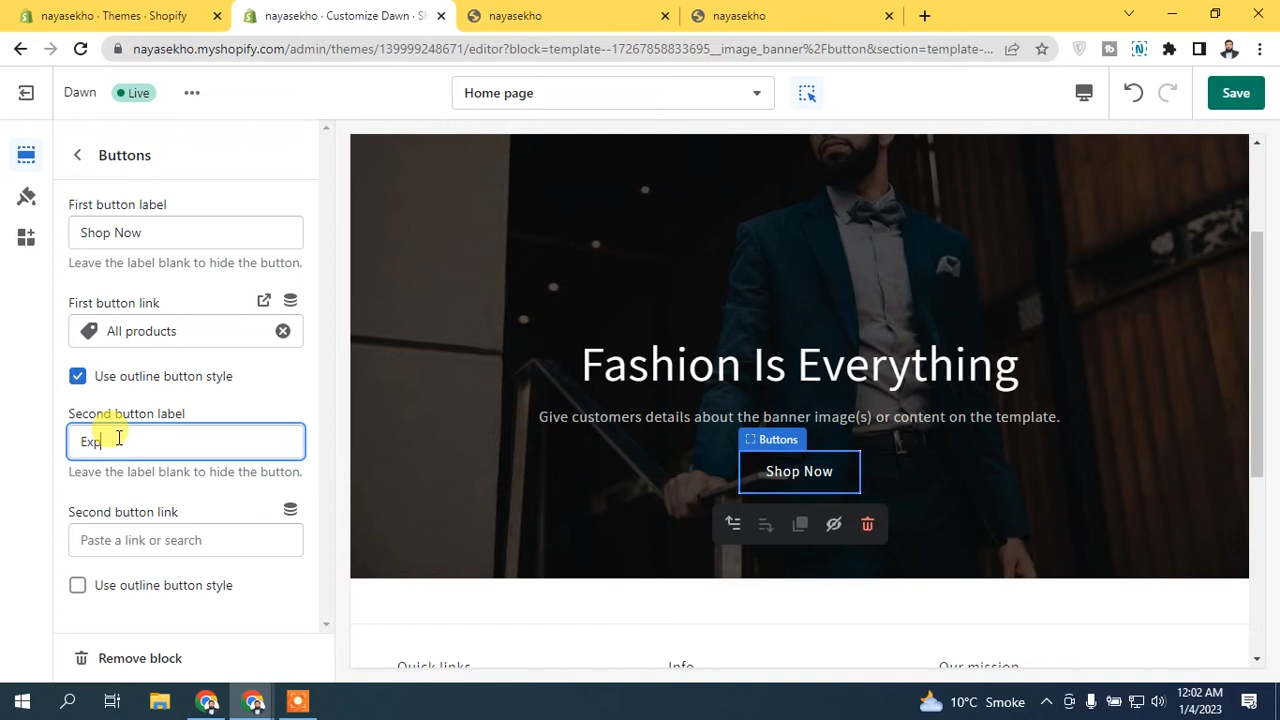 nayasekho · Themes · Shopify
nayasekho · Customize Dawn · Sh
nayasekho
nayasekho
nayasekho.myshopify.com/admin/themes/139999248671/editor?block=template--17267858833695__image_banner%2Fbutton&section=template-...
Dawn
Live
Home page
Save
Buttons
First button label
Shop Now
Leave the label blank to hide the button.
First button link
All products
Use outline button style
Second button label
Exp
Leave the label blank to hide the button.
Second button link
Paste a link or search
Use outline button style
Remove block
Fashion Is Everything
Give customers details about the banner image(s) or content on the template.
Buttons
Shop Now
Quick links
Info
Our mission
10°C Smoke
12:02 AM
1/4/2023